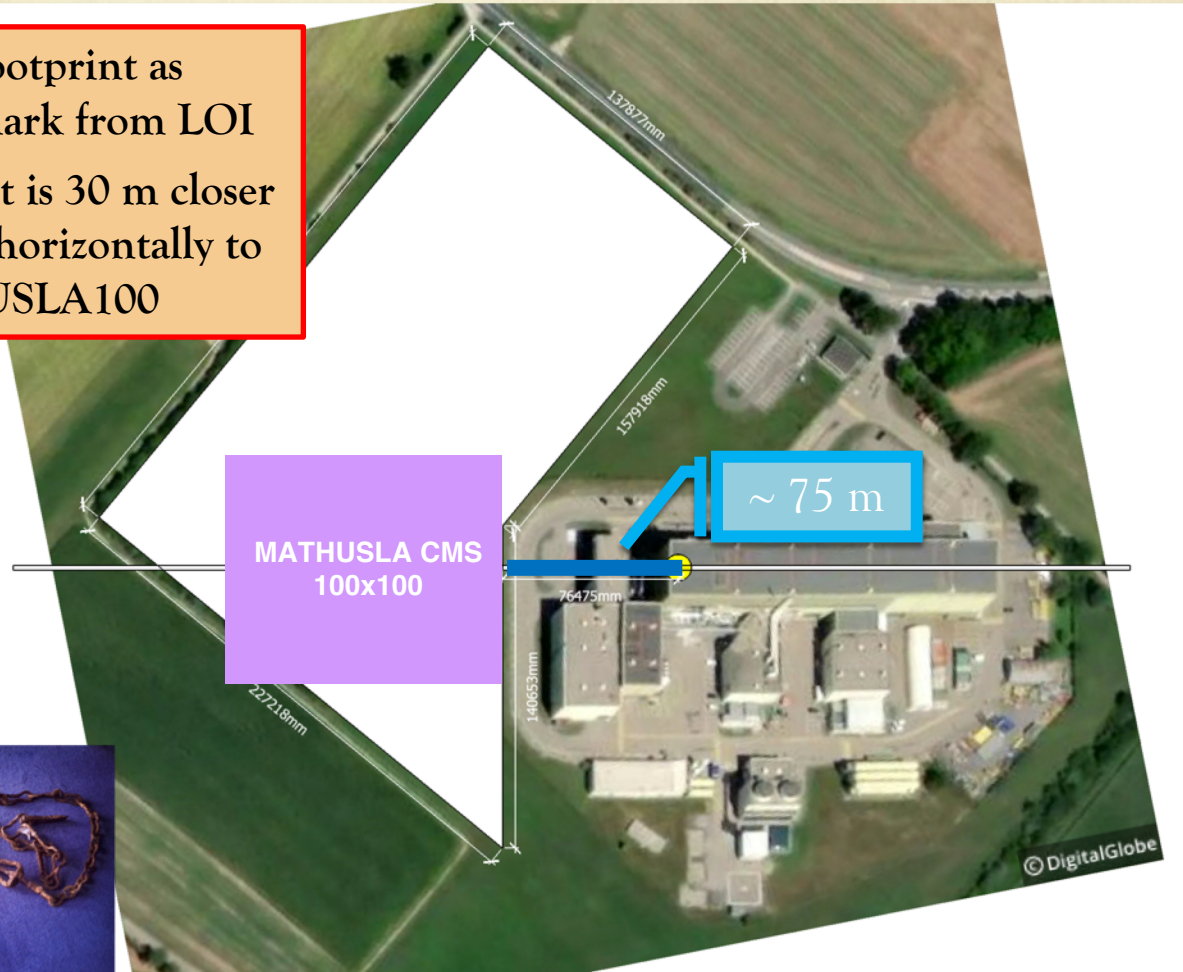 ootprint as
ark from LOI
t is 30 m closer
horizontally to
USLA100
137877mm
157918mm
~ 75 m
MATHUSLA CMS
100x100
76475mm
140653mm
227218mm
© DigitalGlobe